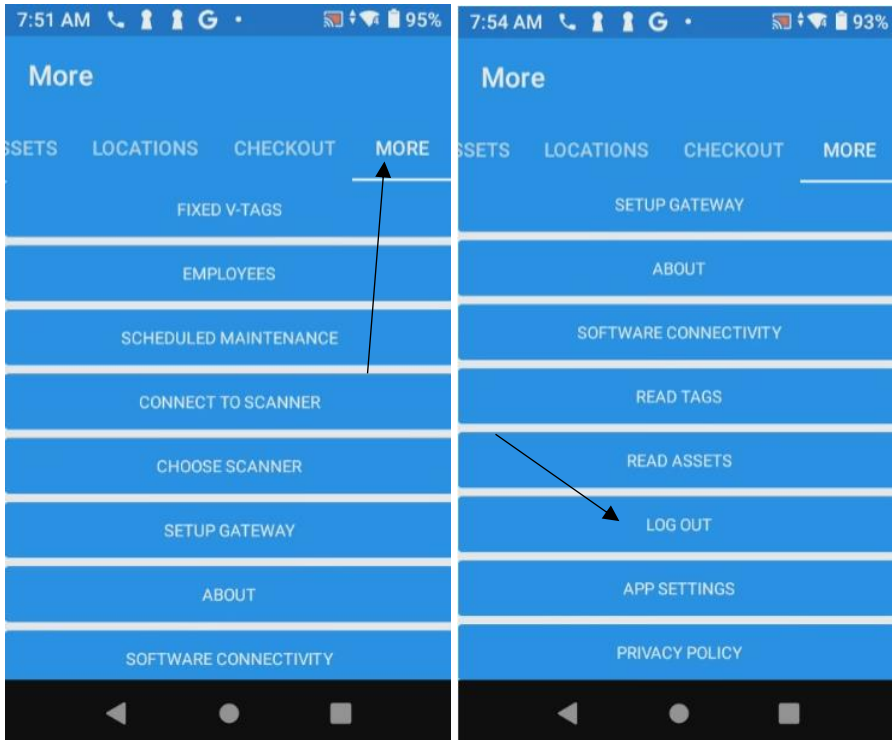 7:51 AM G 95%
More
SSETS LOCATIONS CHECKOUT MORE
FIXED V-TAGS
EMPLOYEES
SCHEDULED MAINTENANCE
CONNECT TO SCANNER
CHOOSE SCANNER
SETUP GATEWAY
ABOUT
SOFTWARE CONNECTIVITY
7:54 AM G 93%
More
SSETS LOCATIONS CHECKOUT MORE
SETUP GATEWAY
ABOUT
SOFTWARE CONNECTIVITY
READ TAGS
READ ASSETS
LOG OUT
APP SETTINGS
PRIVACY POLICY